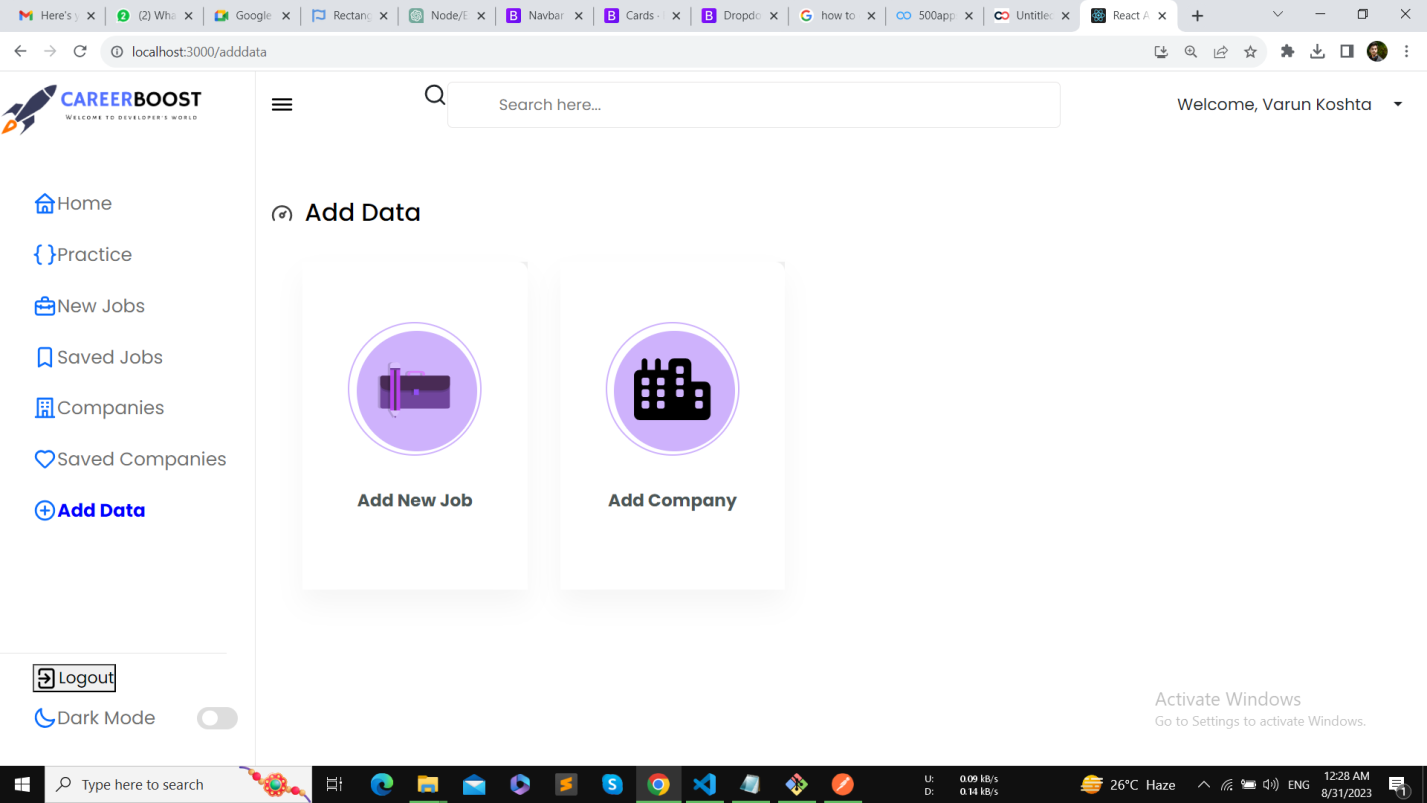 Here's y
(2) Wha
Google
Rectang
Node/E
Navbar
Cards ·
Dropdo
how to
500app
Untitled
React A
localhost:3000/adddata
CAREERBOOST
Welcome to developer's world
Search here...
Welcome, Varun Koshta
Home
Practice
New Jobs
Saved Jobs
Companies
Saved Companies
Add Data
Add Data
Add New Job
Add Company
Logout
Dark Mode
Activate Windows
Go to Settings to activate Windows.
Type here to search
U: 0.09 kB/s
D: 0.14 kB/s
26°C Haze
ENG
12:28 AM
8/31/2023
1